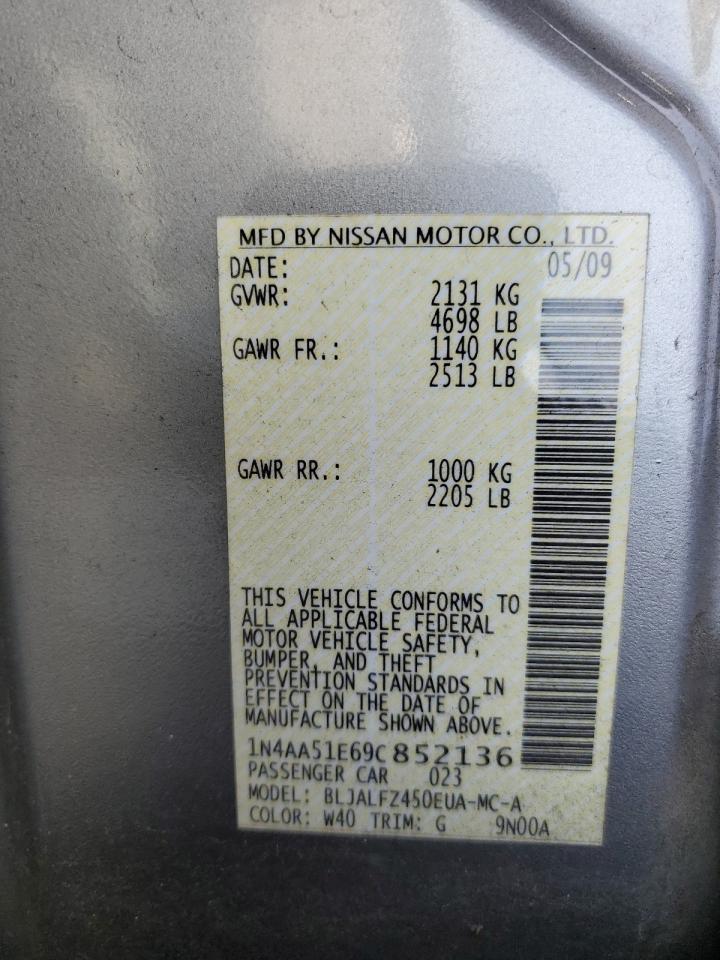 MFD BY NISSAN MOTOR CO., LTD.
DATE: 05/09
GVWR: 2131 KG
4698 LB
GAWR FR.: 1140 KG
2513 LB
GAWR RR.: 1000 KG
2205 LB
THIS VEHICLE CONFORMS TO
ALL APPLICABLE FEDERAL
MOTOR VEHICLE SAFETY,
BUMPER, AND THEFT
PREVENTION STANDARDS IN
EFFECT ON THE DATE OF
MANUFACTURE SHOWN ABOVE.
1N4AA51E69C852136
PASSENGER CAR 023
MODEL: BLJALFZ450EUA-MC-A
COLOR: W40 TRIM: G 9N00A